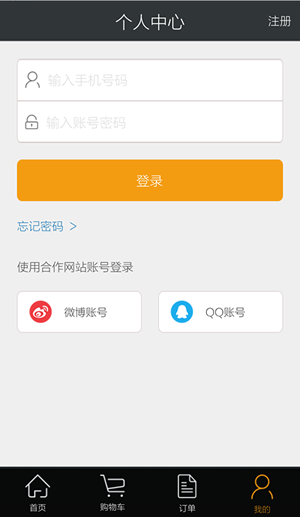 个人中心 注册
输入手机号码
输入账号密码
登录
忘记密码 >
使用合作网站账号登录
微博账号 QQ账号
首页 购物车 订单 我的